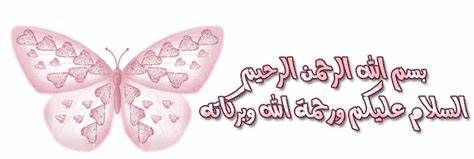 بسم الله الرحمن الرحيم
السلام عليكم ورحمة الله وبركاته